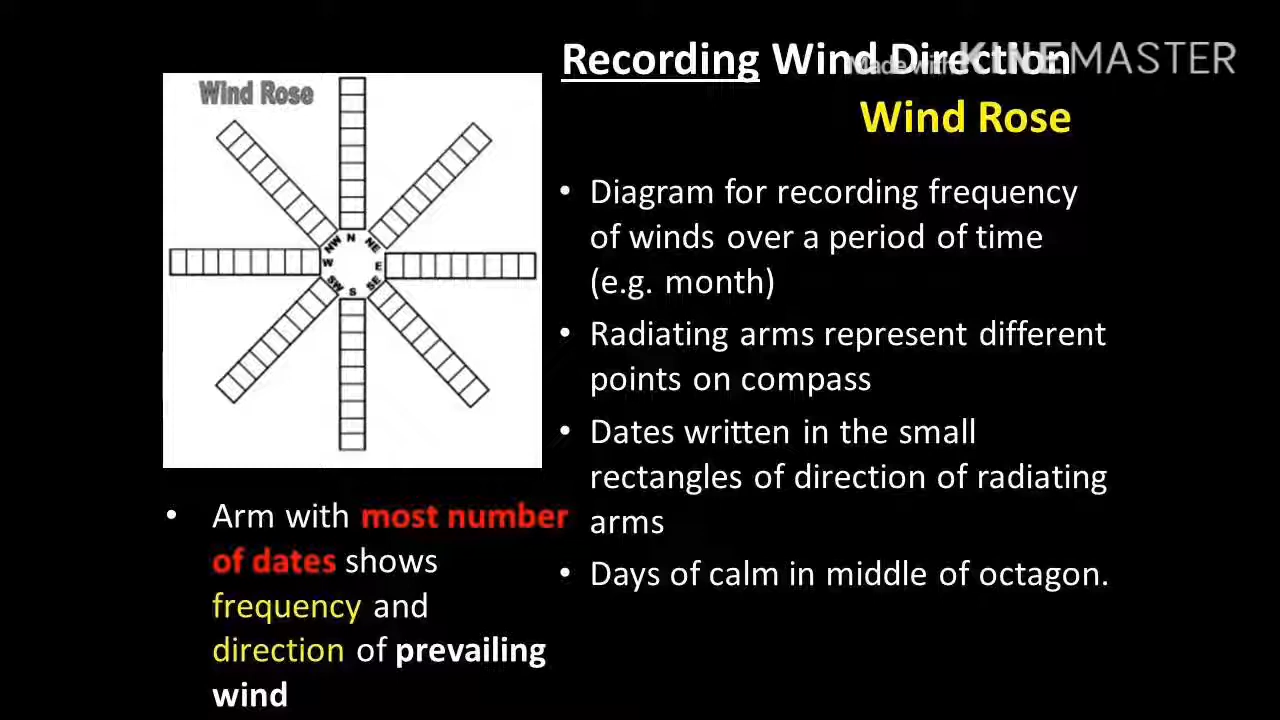 Recording Wind Direction
Made with KINEMASTER
Wind Rose
Wind Rose
N
NE
E
SE
S
SW
W
NW
• Diagram for recording frequency
of winds over a period of time
(e.g. month)
• Radiating arms represent different
points on compass
• Dates written in the small
rectangles of direction of radiating
arms
• Days of calm in middle of octagon.
• Arm with most number
of dates shows
frequency and
direction of prevailing
wind